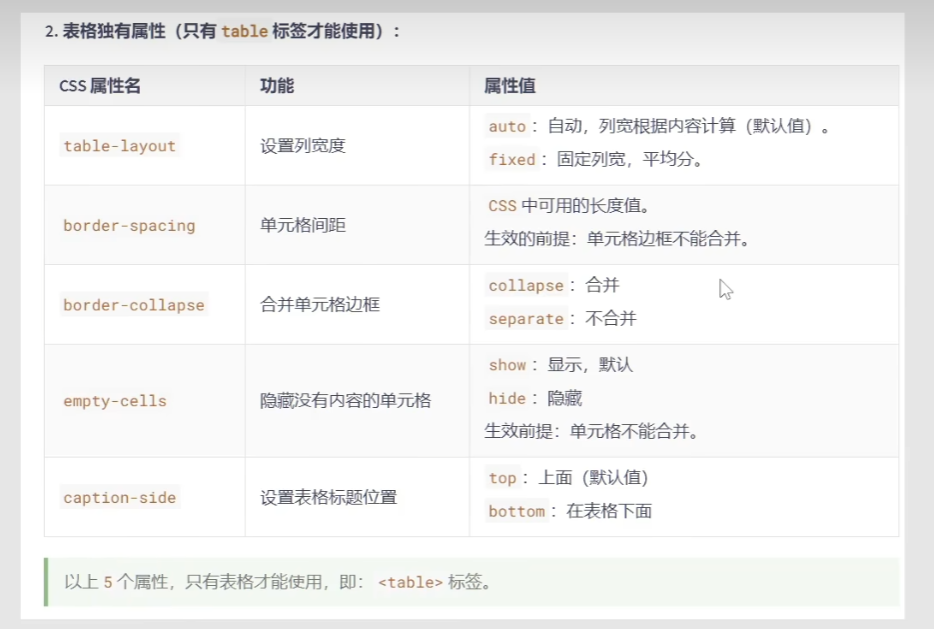 2. 表格独有属性（只有 table 标签才能使用）：
CSS 属性名 功能 属性值
table-layout 设置列宽度 auto：自动，列宽根据内容计算（默认值）。
fixed：固定列宽，平均分。
border-spacing 单元格间距 CSS 中可用的长度值。
生效的前提：单元格边框不能合并。
border-collapse 合并单元格边框 collapse：合并
separate：不合并
empty-cells 隐藏没有内容的单元格 show：显示，默认
hide：隐藏
生效前提：单元格不能合并。
caption-side 设置表格标题位置 top：上面（默认值）
bottom：在表格下面
以上 5 个属性，只有表格才能使用，即：<table> 标签。